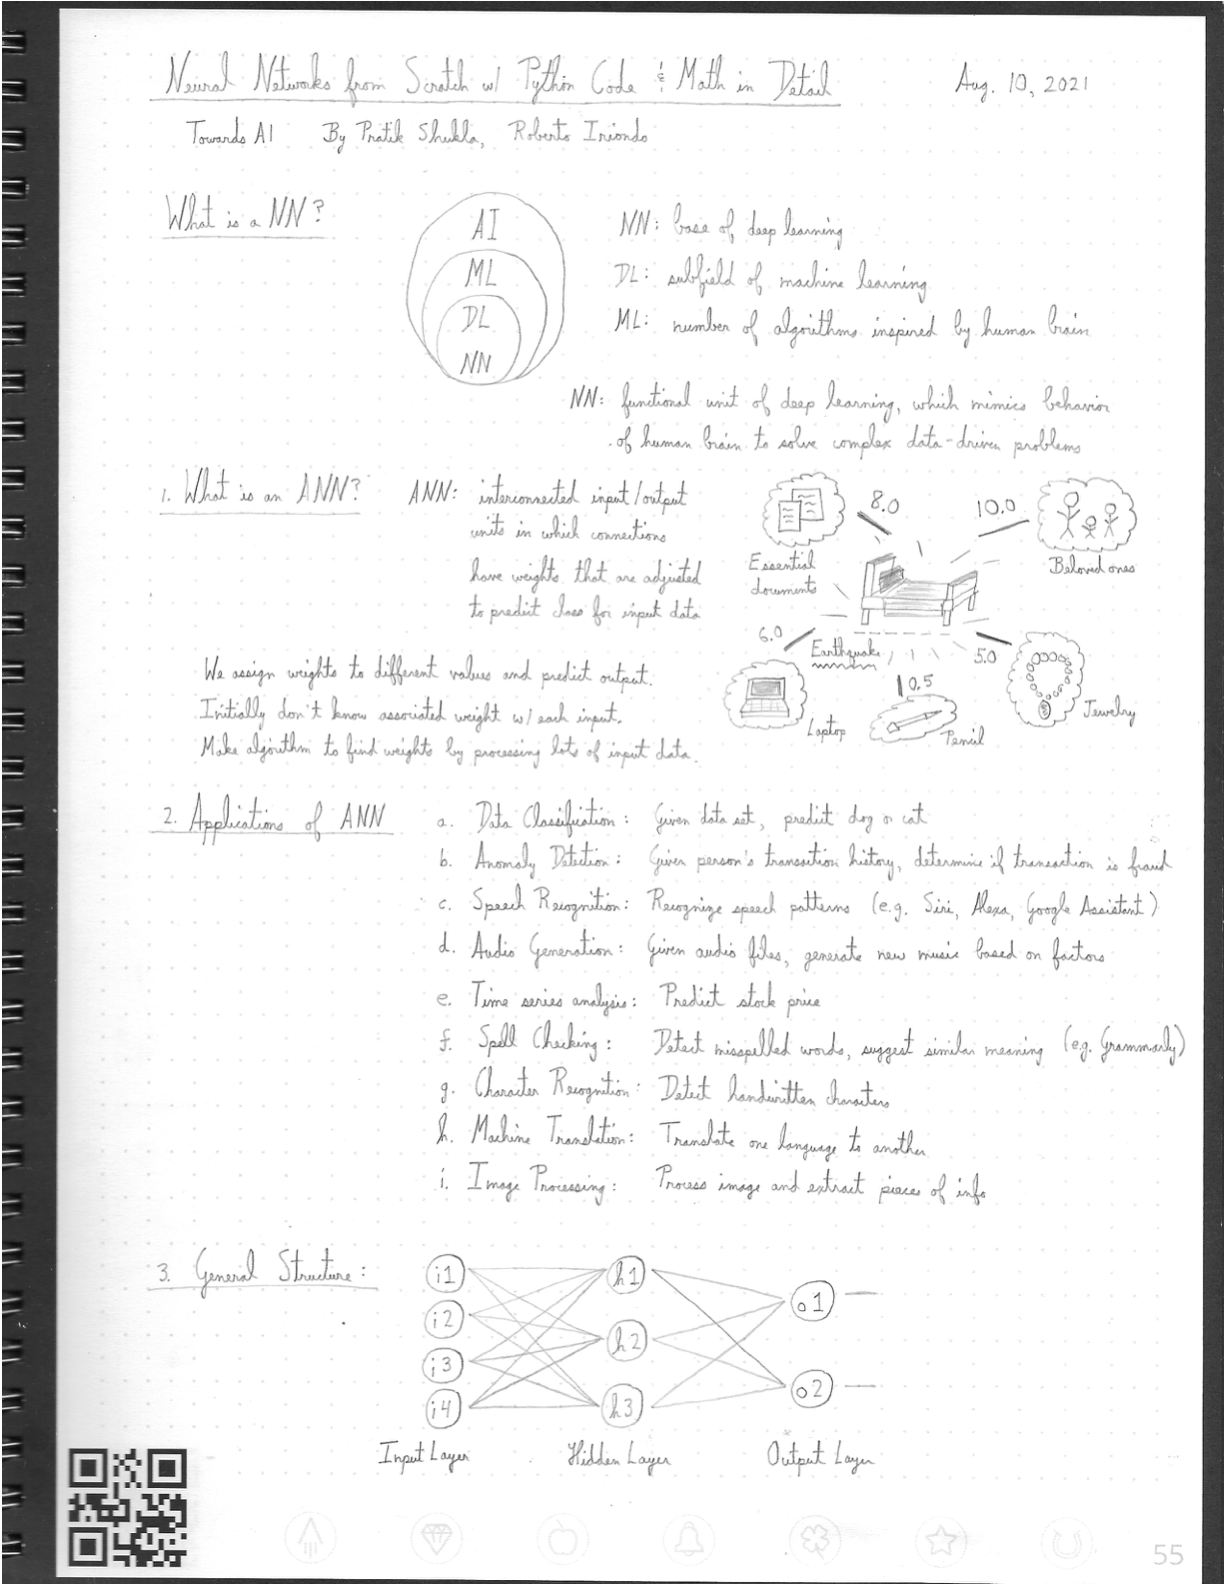 Neural Networks from Scratch w/ Python Code & Math in Detail
Aug. 10, 2021
Towards AI By Pratik Shukla, Roberto Iriondo
What is a NN?
AI
ML
DL
NN
NN: base of deep learning
DL: subfield of machine learning
ML: number of algorithms inspired by human brain
NN: functional unit of deep learning, which mimics behavior
of human brain to solve complex data-driven problems
1. What is an ANN?
ANN: interconnected input/output
units in which connections
have weights that are adjusted
to predict class for input data
8.0
10.0
Essential
documents
Beloved ones
6.0
Earthquake
5.0
0.5
Laptop
Pencil
Jewelry
We assign weights to different values and predict output.
Initially don't know associated weight w/ each input.
Make algorithm to find weights by processing lots of input data.
2. Applications of ANN
a. Data Classification: Given data set, predict dog or cat
b. Anomaly Detection: Given person's transaction history, determine if transaction is fraud
c. Speech Recognition: Recognize speech patterns (e.g. Siri, Alexa, Google Assistant)
d. Audio Generation: Given audio files, generate new music based on factors
e. Time series analysis: Predict stock price
f. Spell Checking: Detect misspelled words, suggest similar meaning (e.g. Grammarly)
g. Character Recognition: Detect handwritten characters
h. Machine Translation: Translate one language to another
i. Image Processing: Process image and extract pieces of info
3. General Structure:
i1
i2
i3
i4
h1
h2
h3
o1
o2
Input Layer
Hidden Layer
Output Layer
55